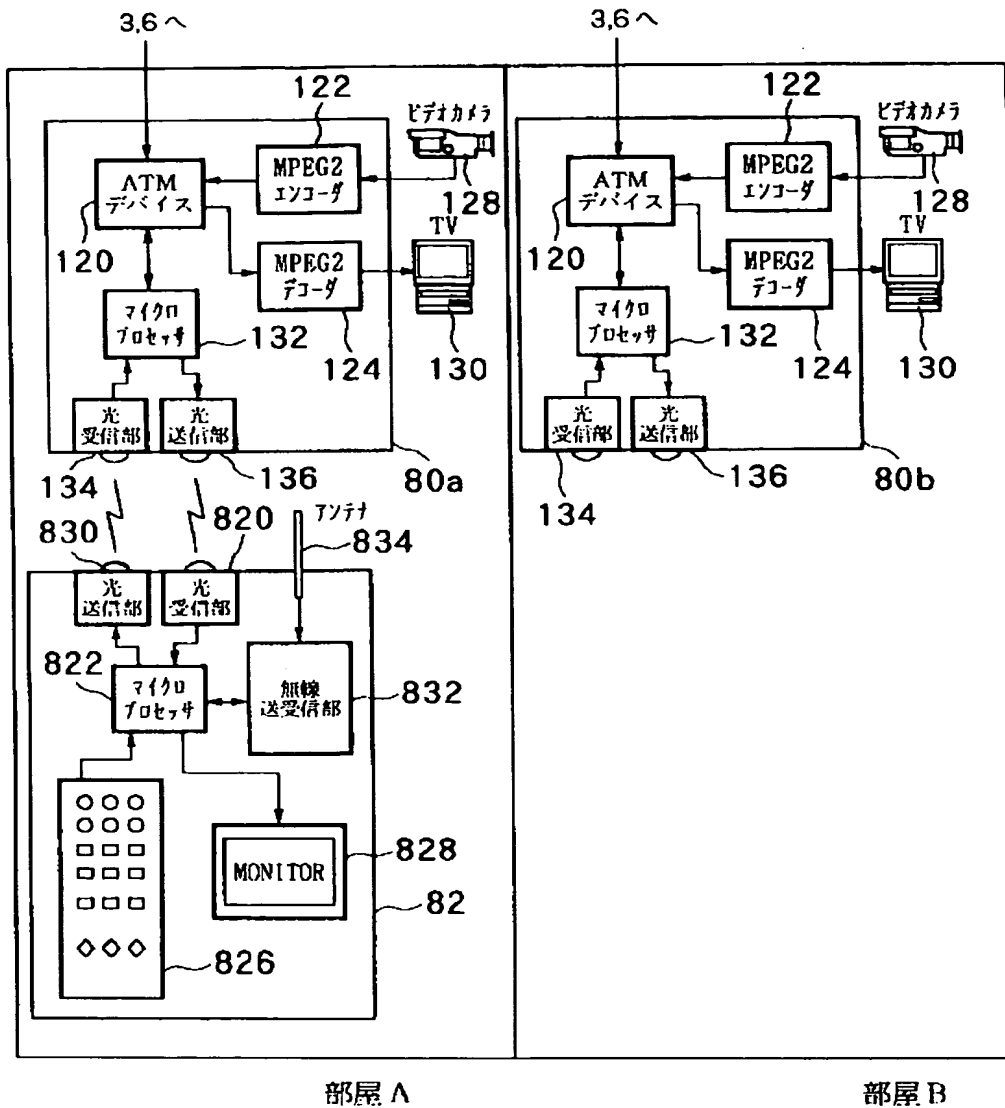 3,6へ
122
ビデオカメラ
128
ATM
デバイス
MPEG2
エンコーダ
120
TV
MPEG2
デコーダ
マイクロ
プロセッサ
132
124
130
光
受信部
光
送信部
134
136
80a
830
820
アンテナ
834
光
送信部
光
受信部
822
マイクロ
プロセッサ
無線
送受信部
832
MONITOR
828
82
826
部屋A
3,6へ
122
ビデオカメラ
128
ATM
デバイス
MPEG2
エンコーダ
120
TV
MPEG2
デコーダ
マイクロ
プロセッサ
132
124
130
光
受信部
光
送信部
134
136
80b
部屋B